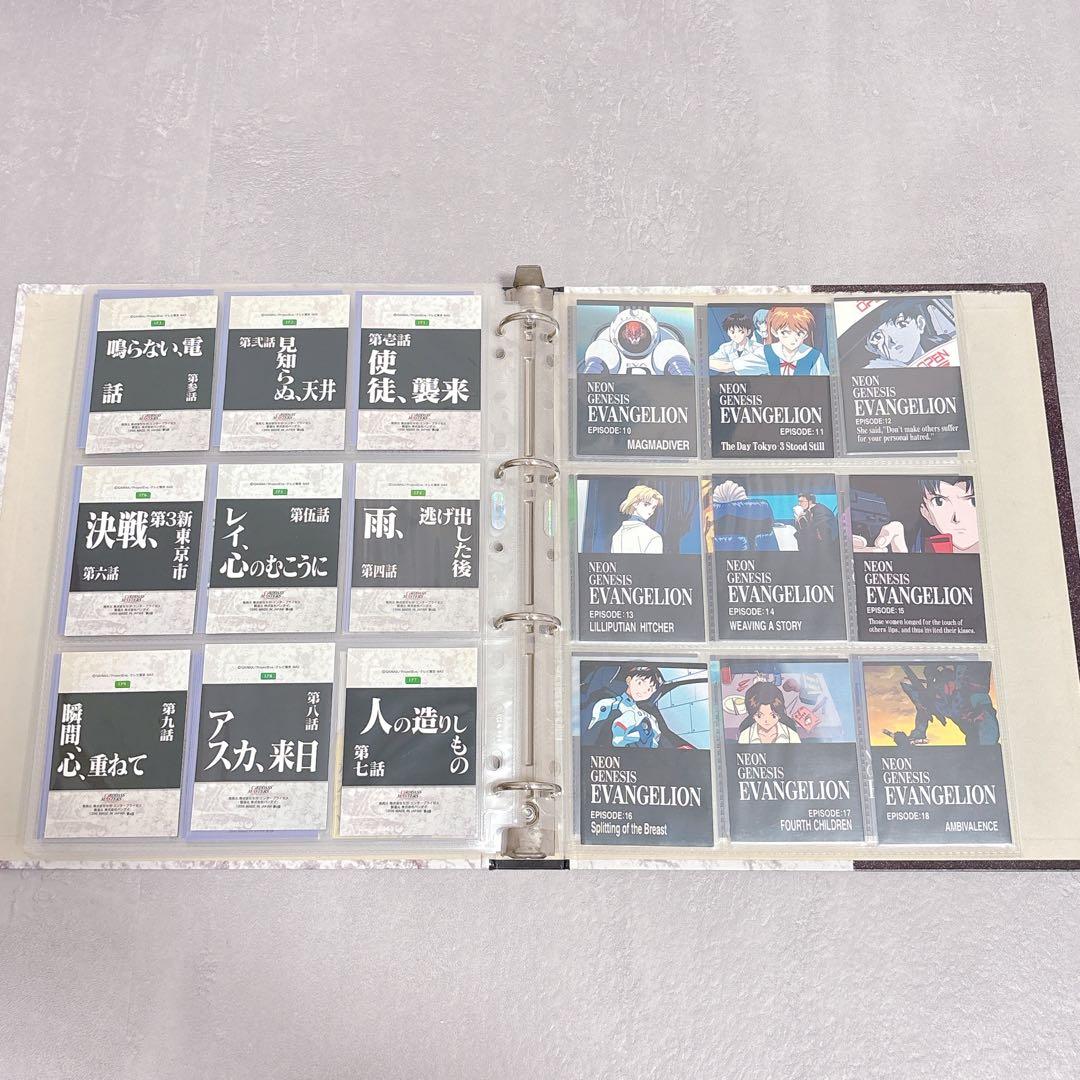 鳴らない、電
話
第参話
第弐話
見知らぬ、天井
第壱話
使徒、襲来
決戦、第3新東京市
第六話
レイ、心のむこうに
第伍話
雨、逃げ出した後
第四話
瞬間、心、重ねて
第九話
アスカ、来日
第八話
人の造りしもの
第七話
NEON
GENESIS
EVANGELION
EPISODE:10
MAGMADIVER
NEON
GENESIS
EVANGELION
EPISODE:11
The Day Tokyo 3 Stood Still
OPEN
NEON
GENESIS
EVANGELION
EPISODE:12
She said, "Don't make others suffer
for your personal hatred."
NEON
GENESIS
EVANGELION
EPISODE:13
LILLIPUTIAN HITCHER
NEON
GENESIS
EVANGELION
EPISODE:14
WEAVING A STORY
NEON
GENESIS
EVANGELION
EPISODE:15
Those women longed for the touch of
others' lips, and thus invited their kisses.
NEON
GENESIS
EVANGELION
EPISODE:16
Splitting of the Breast
NEON
GENESIS
EVANGELION
EPISODE:17
FOURTH CHILDREN
NEON
GENESIS
EVANGELION
EPISODE:18
AMBIVALENCE